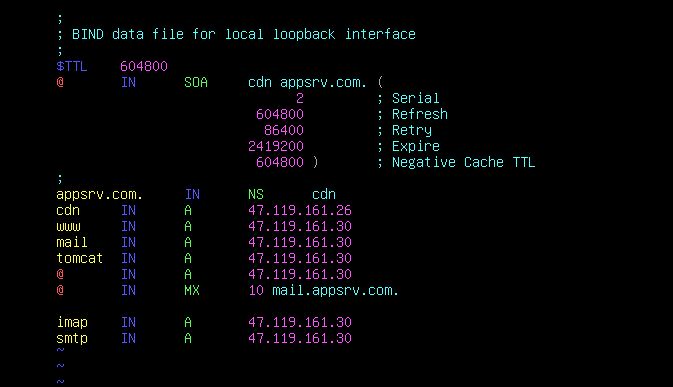 ;
; BIND data file for local loopback interface
;
$TTL    604800
@       IN      SOA     cdn appsrv.com. (
                              2         ; Serial
                         604800         ; Refresh
                          86400         ; Retry
                        2419200         ; Expire
                         604800 )       ; Negative Cache TTL
;
appsrv.com.     IN      NS      cdn
cdn     IN      A       47.119.161.26
www     IN      A       47.119.161.30
mail    IN      A       47.119.161.30
tomcat  IN      A       47.119.161.30
@       IN      A       47.119.161.30
@       IN      MX      10 mail.appsrv.com.
imap    IN      A       47.119.161.30
smtp    IN      A       47.119.161.30
~
~
~